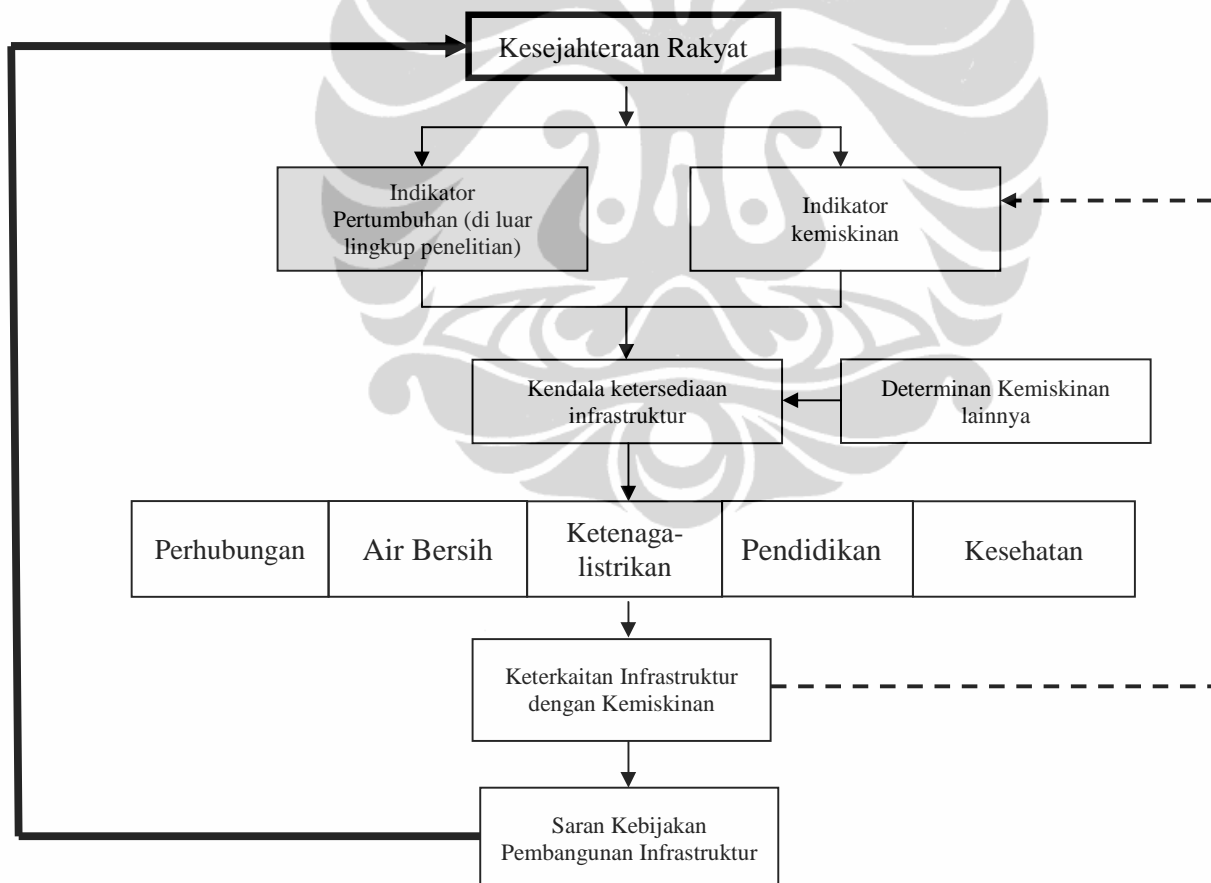 Kesejahteraan Rakyat
Indikator
Pertumbuhan (di luar
lingkup penelitian)
Indikator
kemiskinan
Kendala ketersediaan
infrastruktur
Determinan Kemiskinan
lainnya
Perhubungan
Air Bersih
Ketenaga-
listrikan
Pendidikan
Kesehatan
Keterkaitan Infrastruktur
dengan Kemiskinan
Saran Kebijakan
Pembangunan Infrastruktur